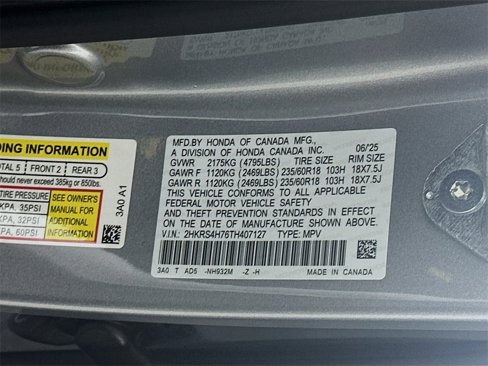 DING INFORMATION
TOTAL 5 FRONT 2 REAR 3
should never exceed 385kg or 850lbs.
TIRE PRESSURE
KPA, 35PSI
KPA, 32PSI
KPA, 60PSI
SEE OWNER'S
MANUAL FOR
ADDITIONAL
INFORMATION
3A0 A1
MFD.BY HONDA OF CANADA MFG.,
A DIVISION OF HONDA CANADA INC. 06/25
GVWR 2175KG (4795LBS) TIRE SIZE RIM SIZE
GAWR F 1120KG (2469LBS) 235/60R18 103H 18X7.5J
GAWR R 1120KG (2469LBS) 235/60R18 103H 18X7.5J
THIS VEHICLE CONFORMS TO ALL APPLICABLE
FEDERAL MOTOR VEHICLE SAFETY
AND THEFT PREVENTION STANDARDS IN EFFECT
ON THE DATE OF MANUFACTURE SHOWN ABOVE.
V.I.N.: 2HKRS4H76TH407127 TYPE: MPV
3A0 T AD5 -NH932M -Z -H MADE IN CANADA